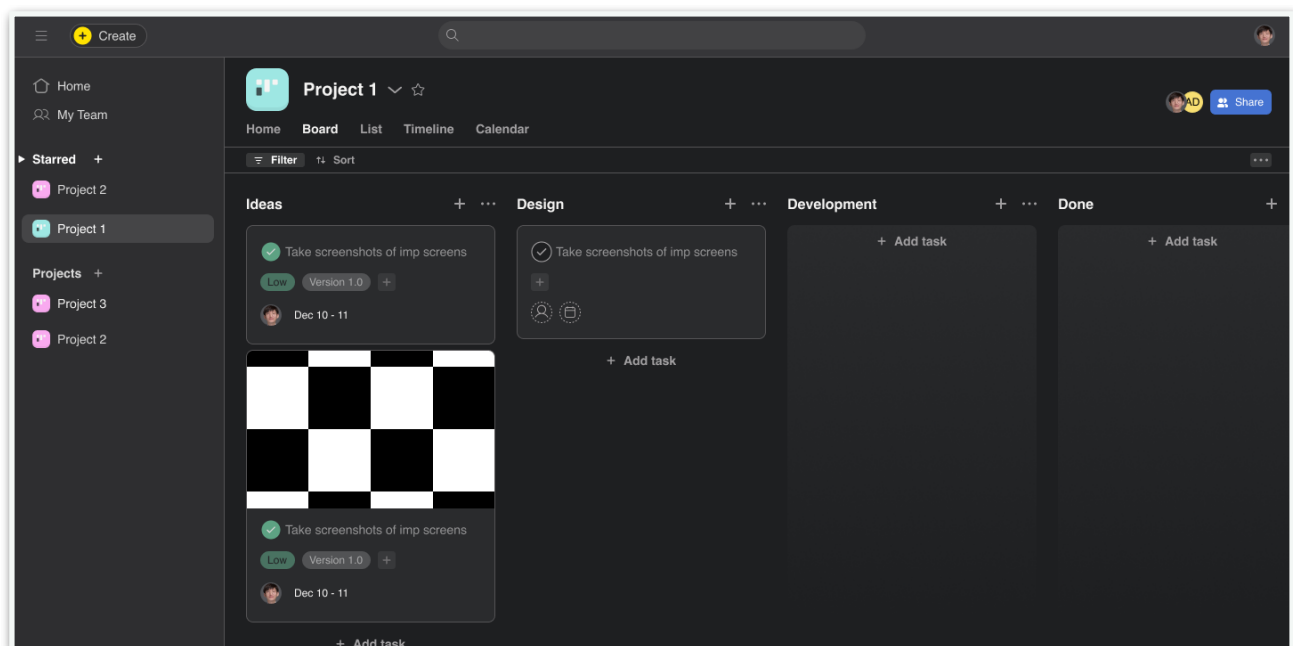 Create
Home
My Team
Starred
Project 2
Project 1
Projects
Project 3
Project 2
Project 1
AD
Share
Home Board List Timeline Calendar
Filter Sort
Ideas
Take screenshots of imp screens
Low Version 1.0
Dec 10 - 11
Take screenshots of imp screens
Low Version 1.0
Dec 10 - 11
+ Add task
Design
Take screenshots of imp screens
+ Add task
Development
+ Add task
Done
+ Add task